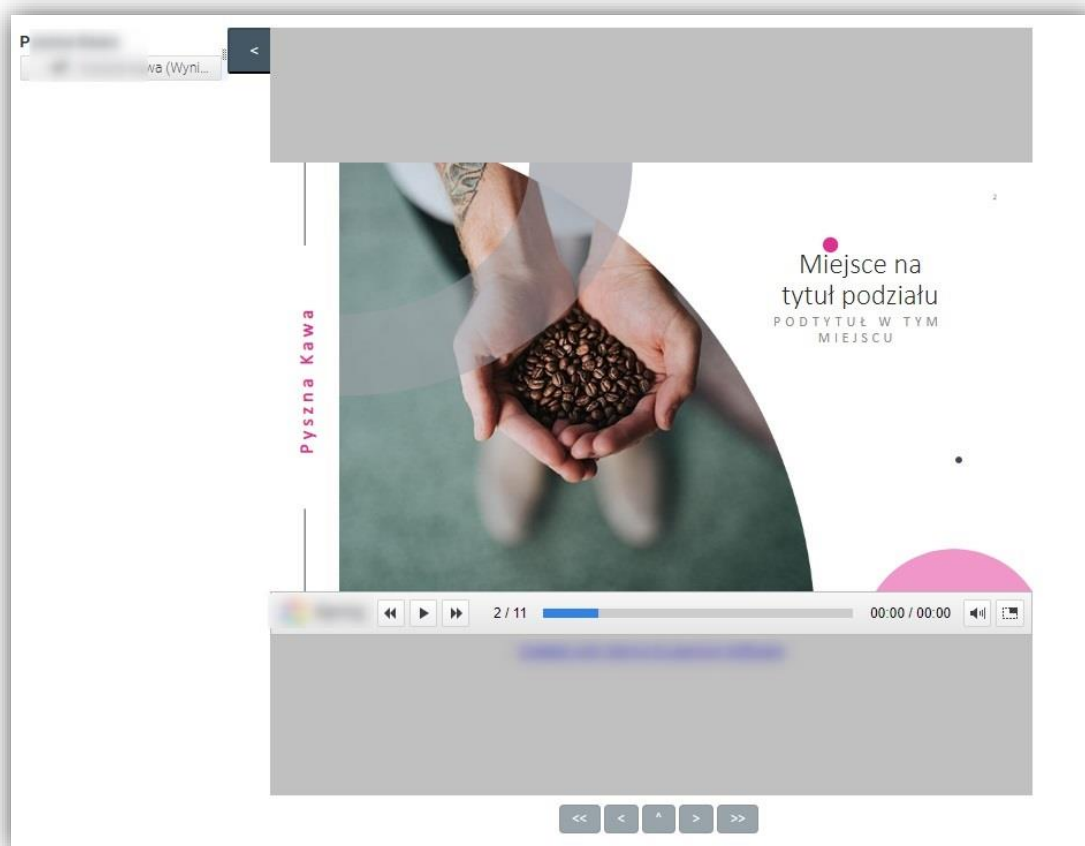 wa (Wyni...
<
Pyszna Kawa
2
Miejsce na
tytuł podziału
PODTYTUŁ W TYM
MIEJSCU
2 / 11
00:00 / 00:00
<< < ^ > >>